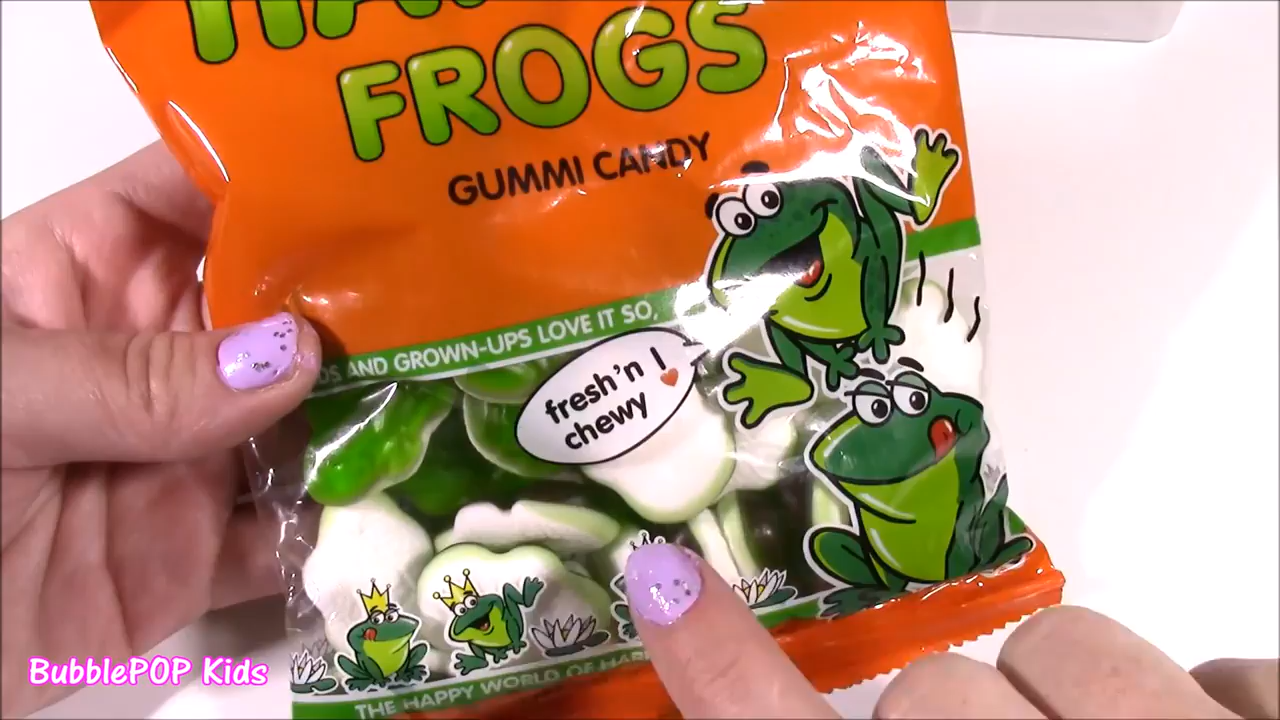 FROGS
GUMMI CANDY
AND GROWN-UPS LOVE IT SO,
fresh'n
chewy
THE HAPPY WORLD OF
BubblePOP Kids